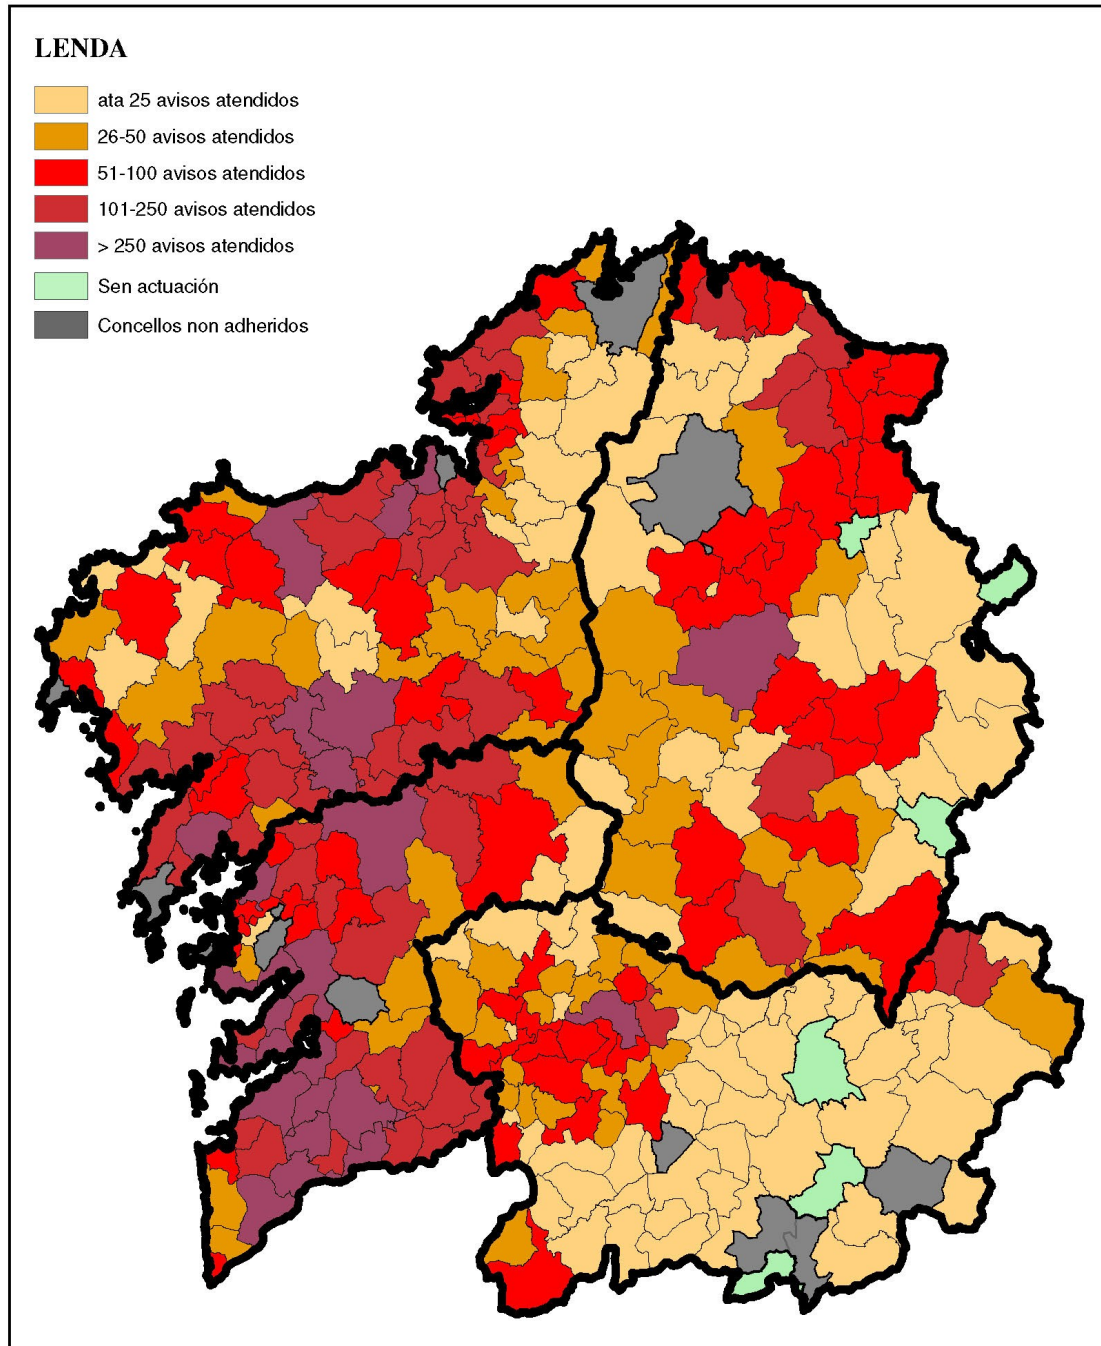 LENDA
ata 25 avisos atendidos
26-50 avisos atendidos
51-100 avisos atendidos
101-250 avisos atendidos
> 250 avisos atendidos
Sen actuación
Concellos non adheridos